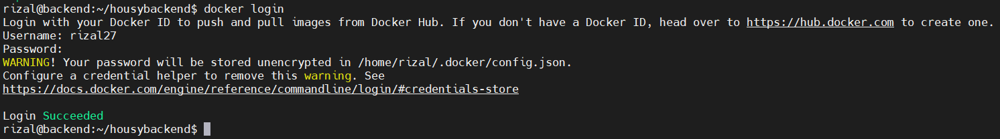 rizal@backend:~/housybackend$ docker login
Login with your Docker ID to push and pull images from Docker Hub. If you don't have a Docker ID, head over to https://hub.docker.com to create one.
Username: rizal27
Password:
WARNING! Your password will be stored unencrypted in /home/rizal/.docker/config.json.
Configure a credential helper to remove this warning. See
https://docs.docker.com/engine/reference/commandline/login/#credentials-store
Login Succeeded
rizal@backend:~/housybackend$